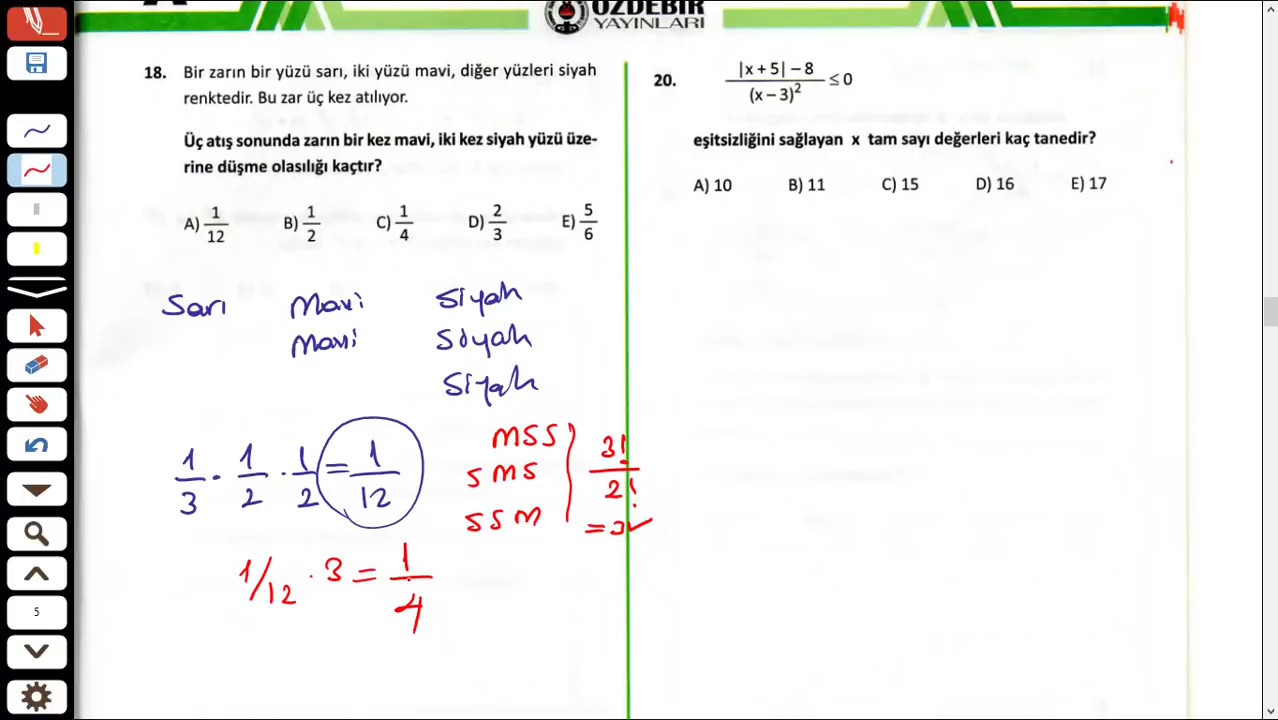 ÖZDEBİR
YAYINLARI
18. Bir zarın bir yüzü sarı, iki yüzü mavi, diğer yüzleri siyah
renktedir. Bu zar üç kez atılıyor.
Üç atış sonunda zarın bir kez mavi, iki kez siyah yüzü üze-
rine düşme olasılığı kaçtır?
A) 1/12 B) 1/2 C) 1/4 D) 2/3 E) 5/6
Sarı Mavi Siyah
Mavi Siyah
Siyah
1/3 · 1/2 · 1/2 = 1/12
MSS
SMS
SSM
3!/2!
= 3
1/12 · 3 = 1/4
20. (|x + 5| – 8)/(x – 3)² ≤ 0
eşitsizliğini sağlayan x tam sayı değerleri kaç tanedir?
A) 10 B) 11 C) 15 D) 16 E) 17
5